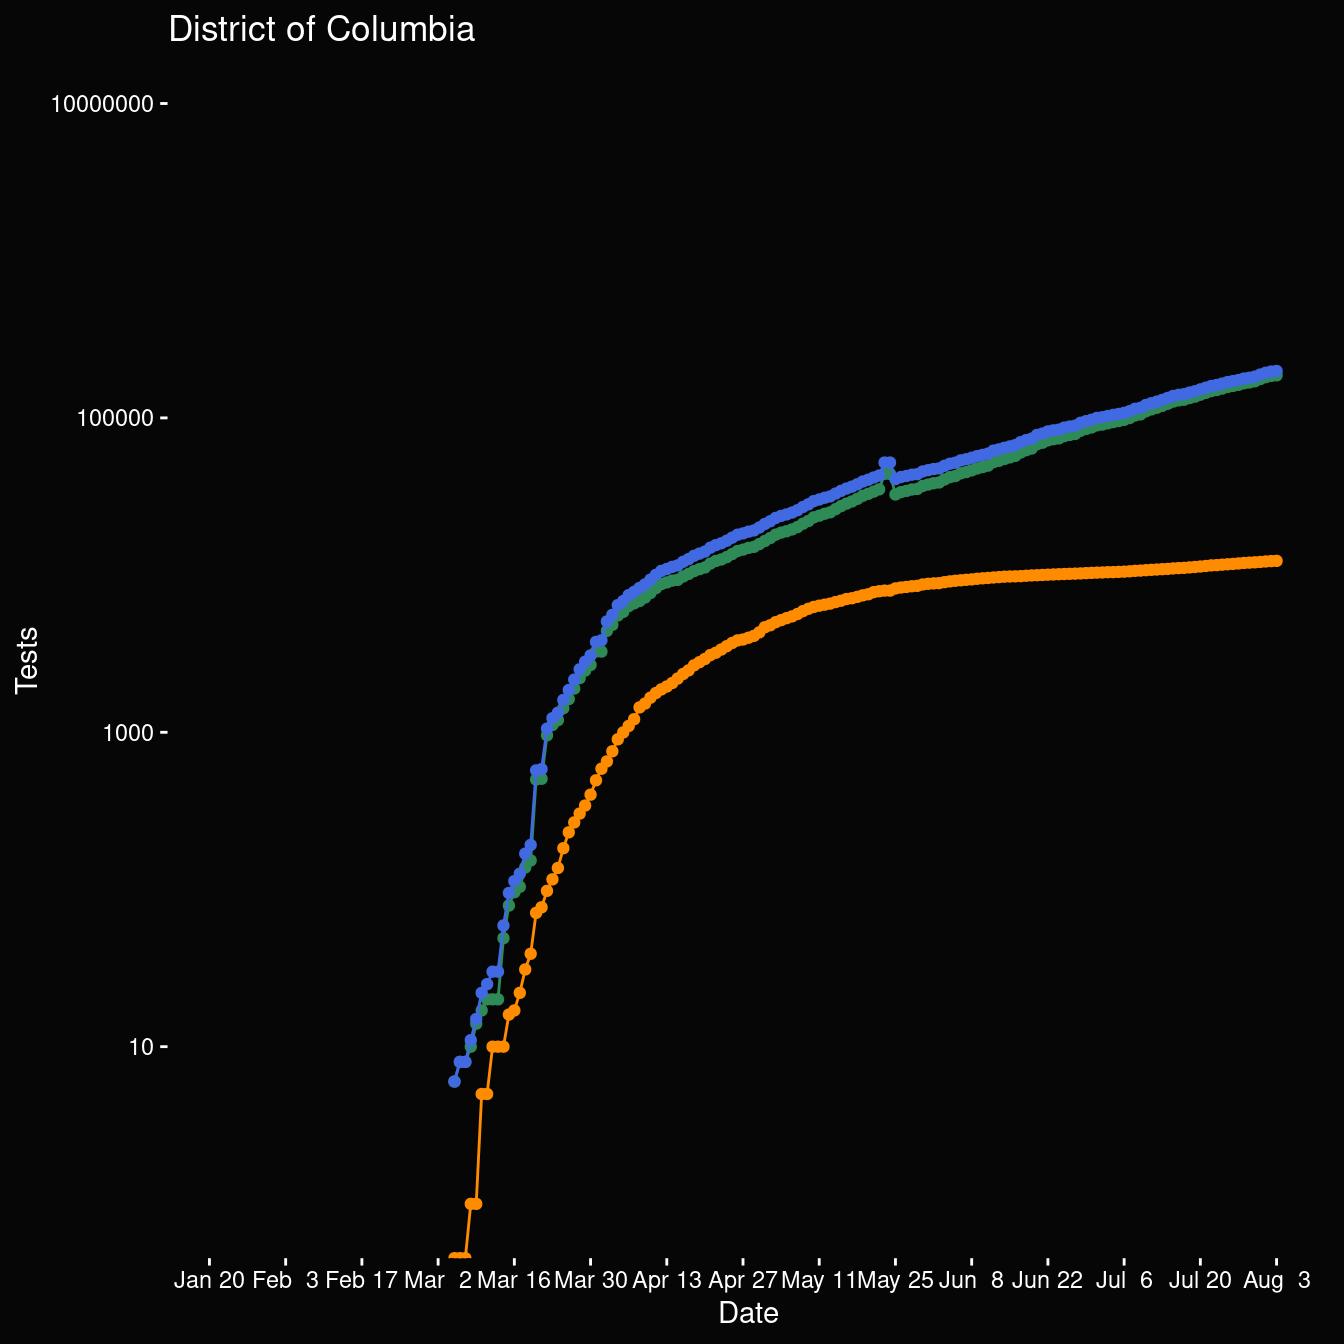 District of Columbia
10000000
100000
Tests
1000
10
Jan 20 Feb 3 Feb 17 Mar 2 Mar 16 Mar 30 Apr 13 Apr 27 May 11 May 25 Jun 8 Jun 22 Jul 6 Jul 20 Aug 3
Date